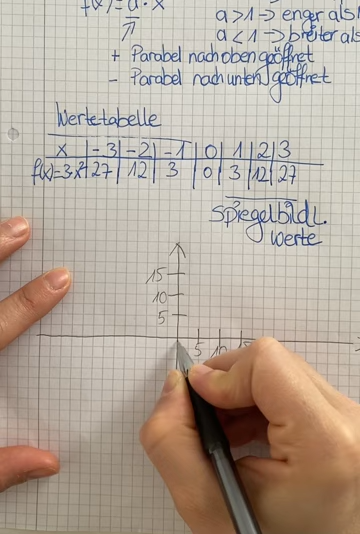 f(x)=a·x
a>1 -> enger als
a<1 -> breiter als
+ Parabel nach oben geöffnet
- Parabel nach unten geöffnet
Wertetabelle
x | -3 | -2 | -1 | 0 | 1 | 2 | 3
f(x)=3x² | 27 | 12 | 3 | 0 | 3 | 12 | 27
Spiegelbildl.
Werte
15
10
5
5 10